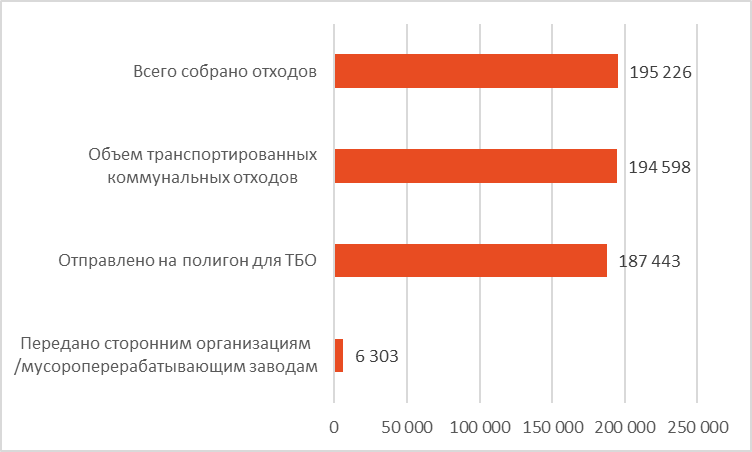 Всего собрано отходов
195 226
Объем транспортированных
коммунальных отходов
194 598
Отправлено на полигон для ТБО
187 443
Передано сторонним организациям
/мусороперерабатывающим заводам
6 303
0 50 000 100 000 150 000 200 000 250 000